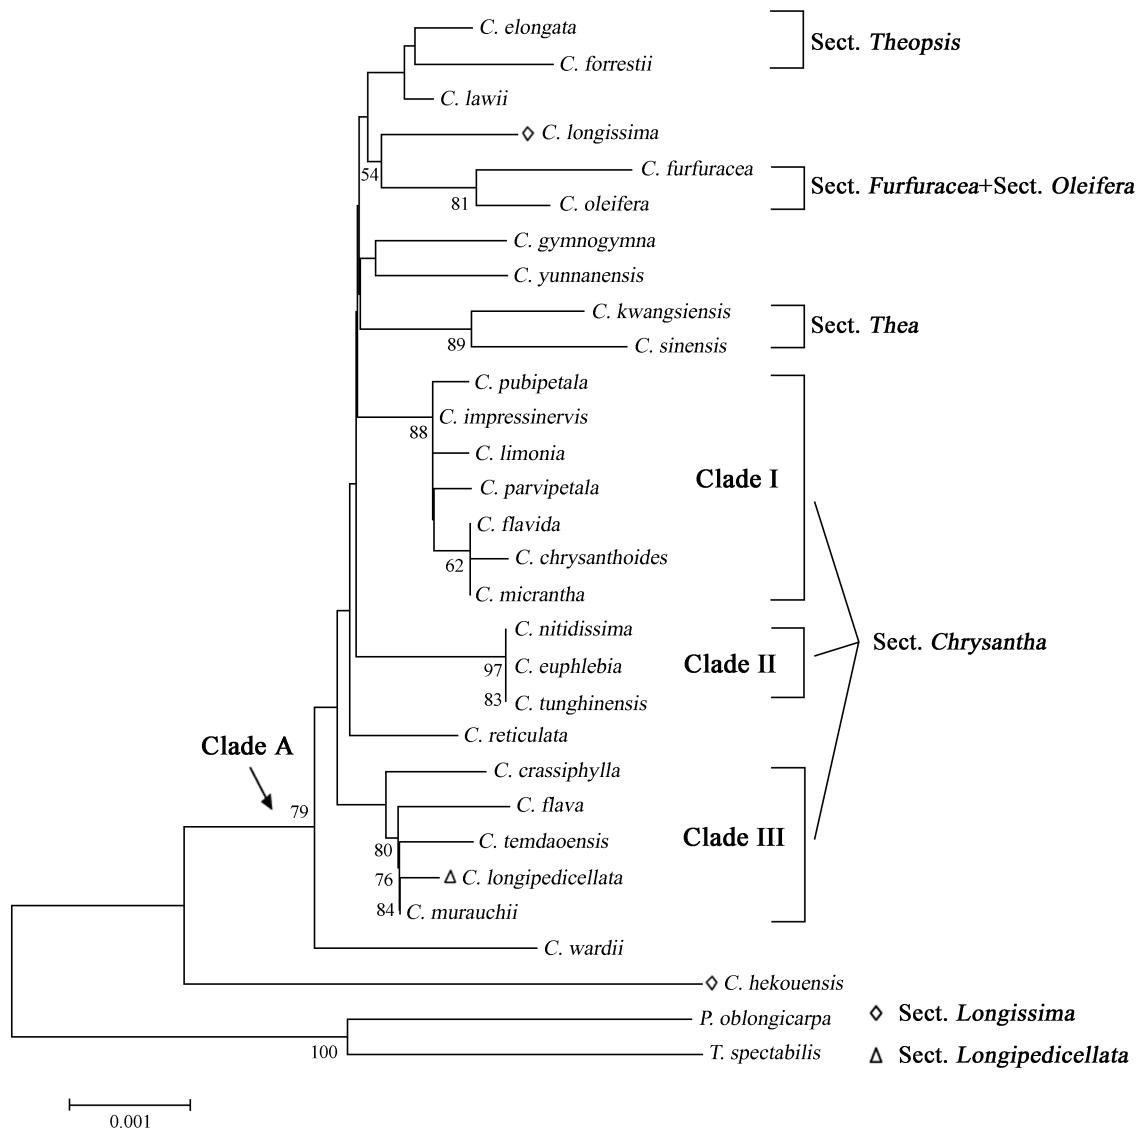 C. elongata
Sect. Theopsis
C. forrestii
C. lawii
C. longissima
54
C. furfuracea
Sect. Furfuracea+Sect. Oleifera
81
C. oleifera
C. gymnogymna
C. yunnanensis
C. kwangsiensis
Sect. Thea
89
C. sinensis
C. pubipetala
C. impressinervis
88
C. limonia
Clade I
C. parvipetala
C. flavida
C. chrysanthoides
62
C. micrantha
C. nitidissima
Sect. Chrysantha
97
C. euphlebia
Clade II
83
C. tunghinensis
C. reticulata
Clade A
C. crassiphylla
79
C. flava
C. temdaoensis
Clade III
80
76
C. longipedicellata
84
C. murauchii
C. wardii
C. hekouensis
Sect. Longissima
P. oblongicarpa
100
T. spectabilis
Sect. Longipedicellata
0.001